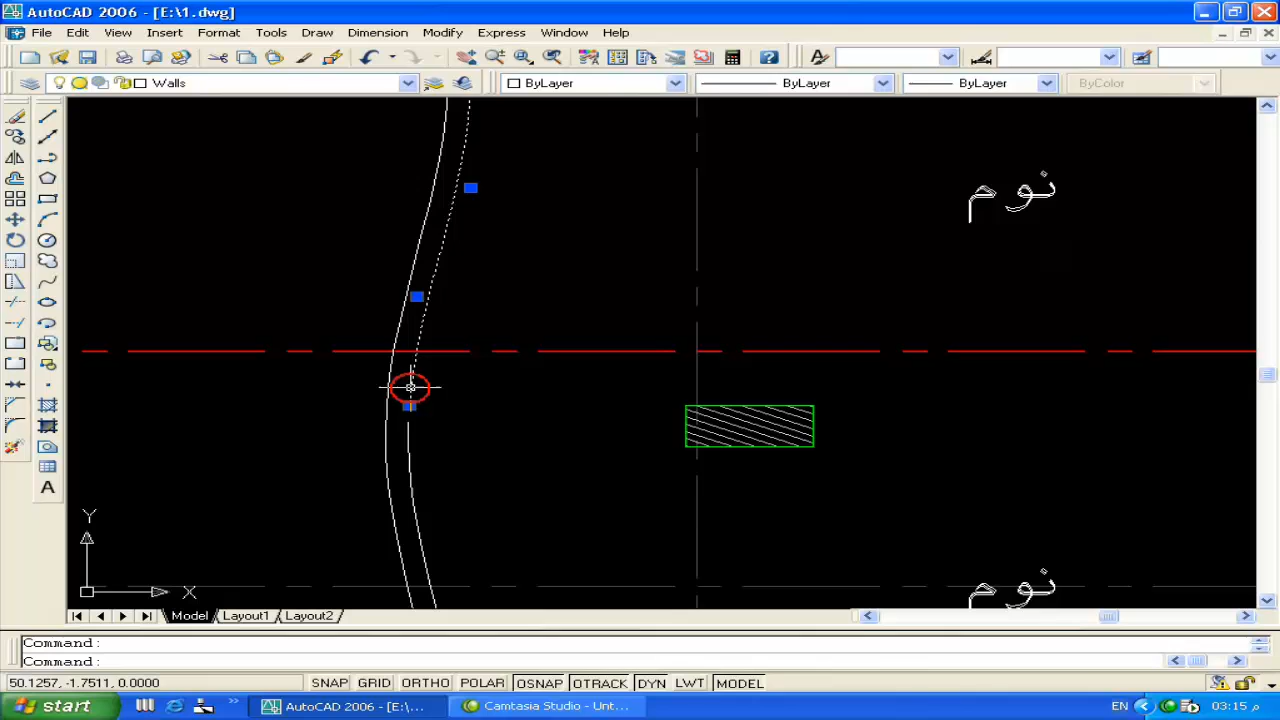 AutoCAD 2006 - [E:\1.dwg]
File Edit View Insert Format Tools Draw Dimension Modify Express Window Help
Walls ByLayer ByLayer ByLayer ByColor
نوم
نوم
Y
X
A
Model Layout1 Layout2
Command:
Command:
50.1257, -1.7511, 0.0000 SNAP GRID ORTHO POLAR OSNAP OTRACK DYN LWT MODEL
start AutoCAD 2006 - [E:\... Camtasia Studio - Unt... EN 03:15 م